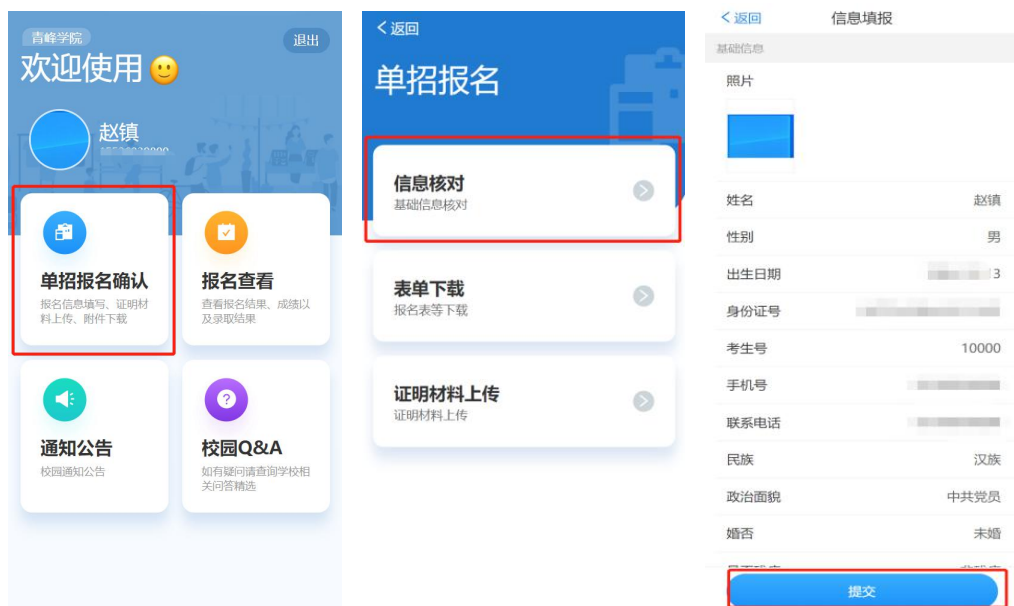 青峰学院
退出
欢迎使用
赵镇
单招报名确认
报名信息填写、证明材
料上传、附件下载
报名查看
查看报名结果、成绩以
及录取结果
通知公告
校园通知公告
校园Q&A
如有疑问请查询学校相
关问答精选
返回
单招报名
信息核对
基础信息核对
表单下载
报名表等下载
证明材料上传
证明材料上传
返回 信息填报
基础信息
照片
姓名 赵镇
性别 男
出生日期 3
身份证号
考生号 10000
手机号
联系电话
民族 汉族
政治面貌 中共党员
婚否 未婚
提交